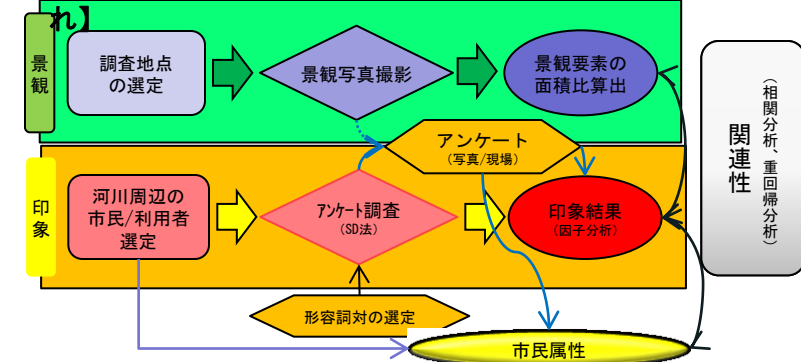 れ】
景観
調査地点
の選定
景観写真撮影
景観要素の
面積比算出
アンケート
(写真/現場)
印象
河川周辺の
市民/利用者
選定
アンケート調査
(SD法)
印象結果
(因子分析)
形容詞対の選定
市民属性
関連性
(相関分析、重回帰分析)